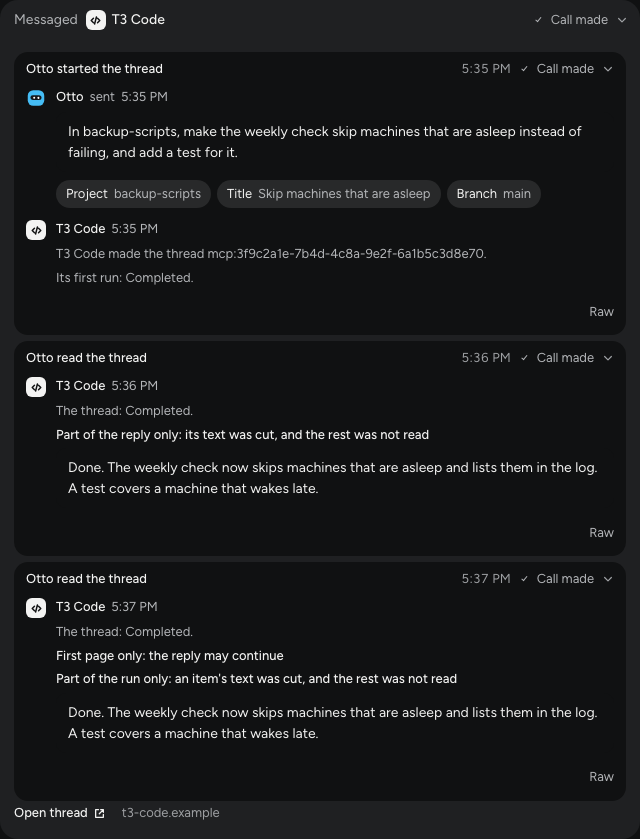 Messaged T3 Code Call made
Otto started the thread 5:35 PM Call made
Otto sent 5:35 PM
In backup-scripts, make the weekly check skip machines that are asleep instead of
failing, and add a test for it.
Project backup-scripts Title Skip machines that are asleep Branch main
T3 Code 5:35 PM
T3 Code made the thread mcp:3f9c2a1e-7b4d-4c8a-9e2f-6a1b5c3d8e70.
Its first run: Completed.
Raw
Otto read the thread 5:36 PM Call made
T3 Code 5:36 PM
The thread: Completed.
Part of the reply only: its text was cut, and the rest was not read
Done. The weekly check now skips machines that are asleep and lists them in the log.
A test covers a machine that wakes late.
Raw
Otto read the thread 5:37 PM Call made
T3 Code 5:37 PM
The thread: Completed.
First page only: the reply may continue
Part of the run only: an item's text was cut, and the rest was not read
Done. The weekly check now skips machines that are asleep and lists them in the log.
A test covers a machine that wakes late.
Raw
Open thread t3-code.example